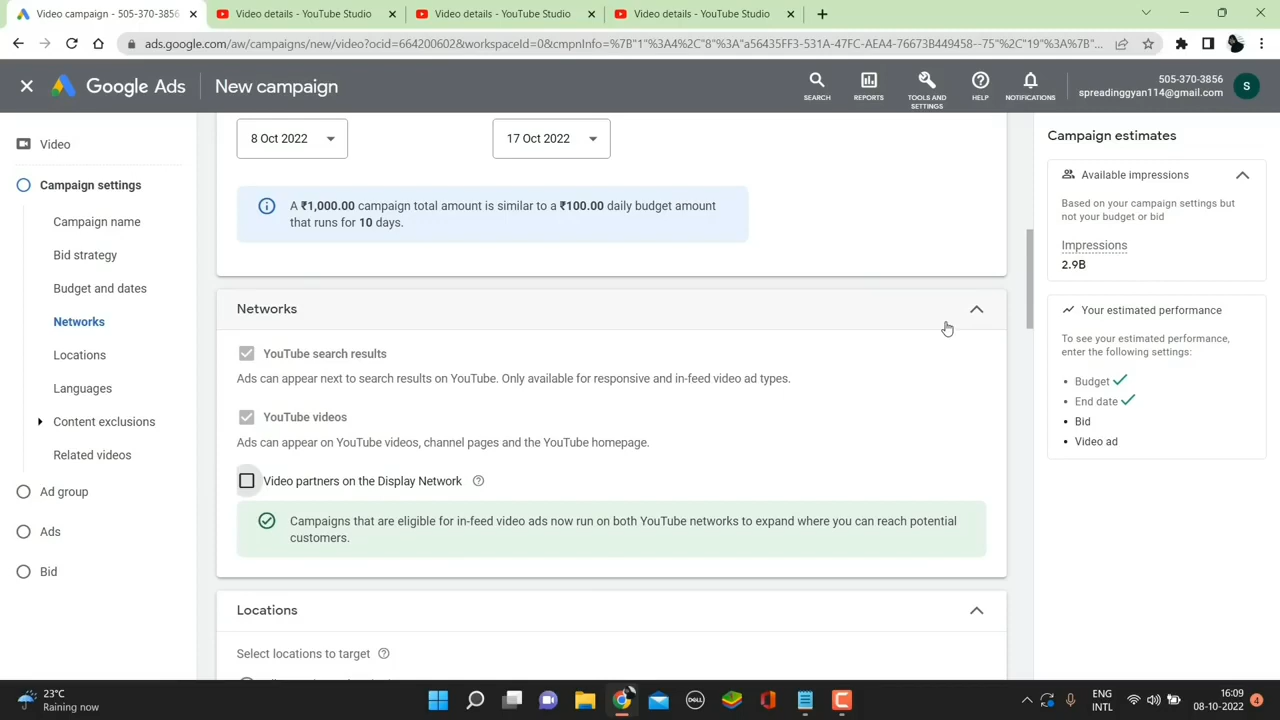 Video campaign - 505-370-3856
Video details - YouTube Studio
Video details - YouTube Studio
Video details - YouTube Studio
ads.google.com/aw/campaigns/new/video?ocid=664200602&workspaceId=0&cmpnInfo=%7B"1"%3A4%2C"8"%3A"a56435FF3-531A-47FC-AEA4-76673B449458--75"%2C"19"%3A%7B"...
Google Ads
New campaign
SEARCH
REPORTS
TOOLS AND
SETTINGS
HELP
NOTIFICATIONS
505-370-3856
spreadinggyan114@gmail.com
S
Video
Campaign settings
Campaign name
Bid strategy
Budget and dates
Networks
Locations
Languages
Content exclusions
Related videos
Ad group
Ads
Bid
8 Oct 2022
17 Oct 2022
A ₹1,000.00 campaign total amount is similar to a ₹100.00 daily budget amount
that runs for 10 days.
Networks
YouTube search results
Ads can appear next to search results on YouTube. Only available for responsive and in-feed video ad types.
YouTube videos
Ads can appear on YouTube videos, channel pages and the YouTube homepage.
Video partners on the Display Network
Campaigns that are eligible for in-feed video ads now run on both YouTube networks to expand where you can reach potential
customers.
Locations
Select locations to target
Campaign estimates
Available impressions
Based on your campaign settings but
not your budget or bid
Impressions
2.9B
Your estimated performance
To see your estimated performance,
enter the following settings:
• Budget
• End date
• Bid
• Video ad
23°C
Raining now
DELL
ENG
INTL
16:09
08-10-2022
4